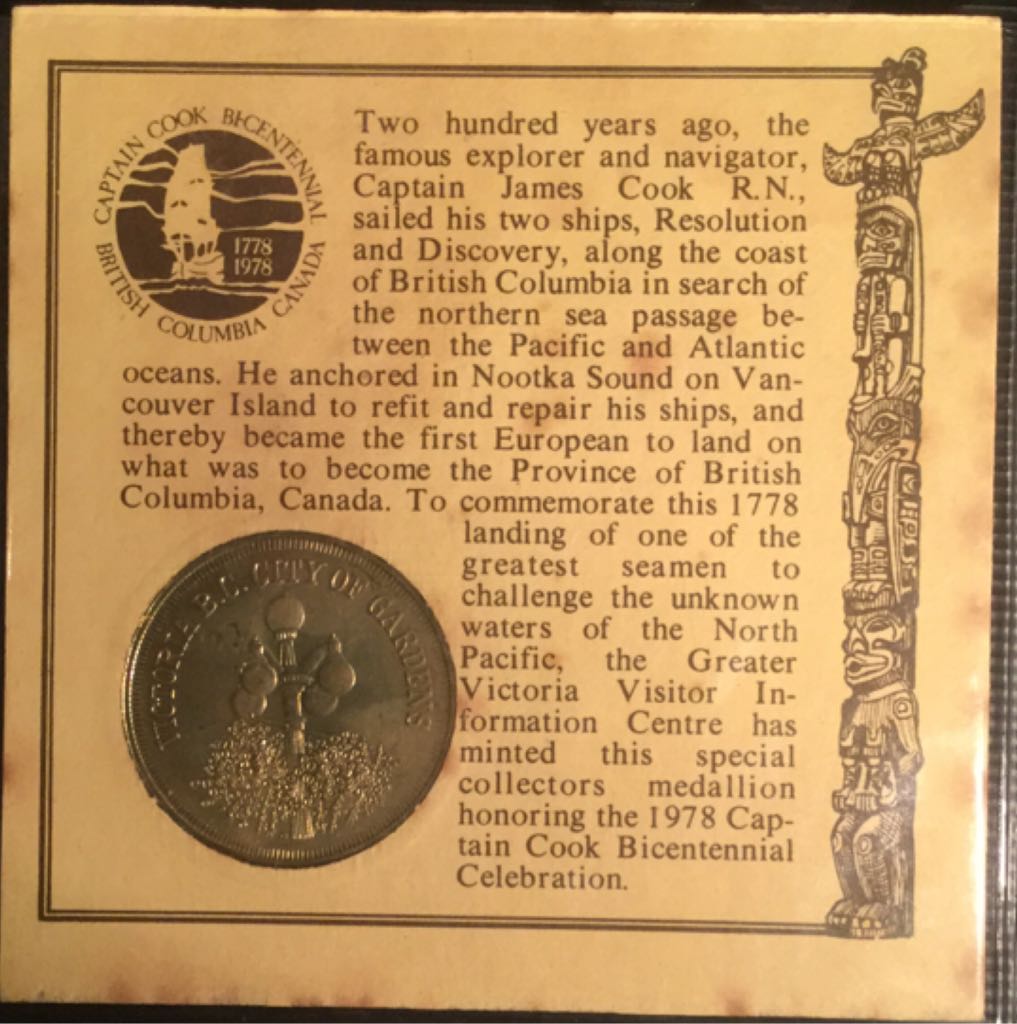 CAPTAIN COOK BI-CENTENNIAL
BRITISH COLUMBIA CANADA
1778
1978
Two hundred years ago, the
famous explorer and navigator,
Captain James Cook R.N.,
sailed his two ships, Resolution
and Discovery, along the coast
of British Columbia in search of
the northern sea passage be-
tween the Pacific and Atlantic
oceans. He anchored in Nootka Sound on Van-
couver Island to refit and repair his ships, and
thereby became the first European to land on
what was to become the Province of British
Columbia, Canada. To commemorate this 1778
landing of one of the
greatest seamen to
challenge the unknown
waters of the North
Pacific, the Greater
Victoria Visitor In-
formation Centre has
minted this special
collectors medallion
honoring the 1978 Cap-
tain Cook Bicentennial
Celebration.
VICTORIA B.C. CITY OF GARDENS